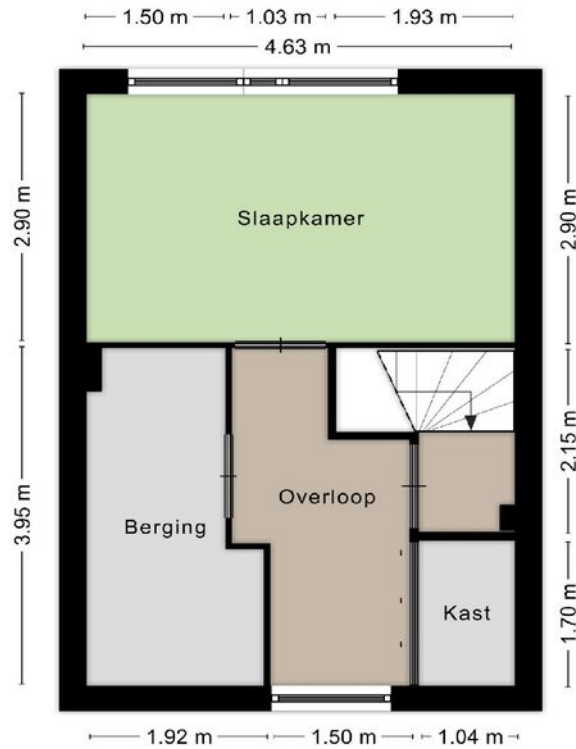 1.50 m 1.03 m 1.93 m
4.63 m
2.90 m
2.90 m
Slaapkamer
3.95 m
2.15 m
Overloop
Berging
Kast
1.70 m
1.92 m 1.50 m 1.04 m